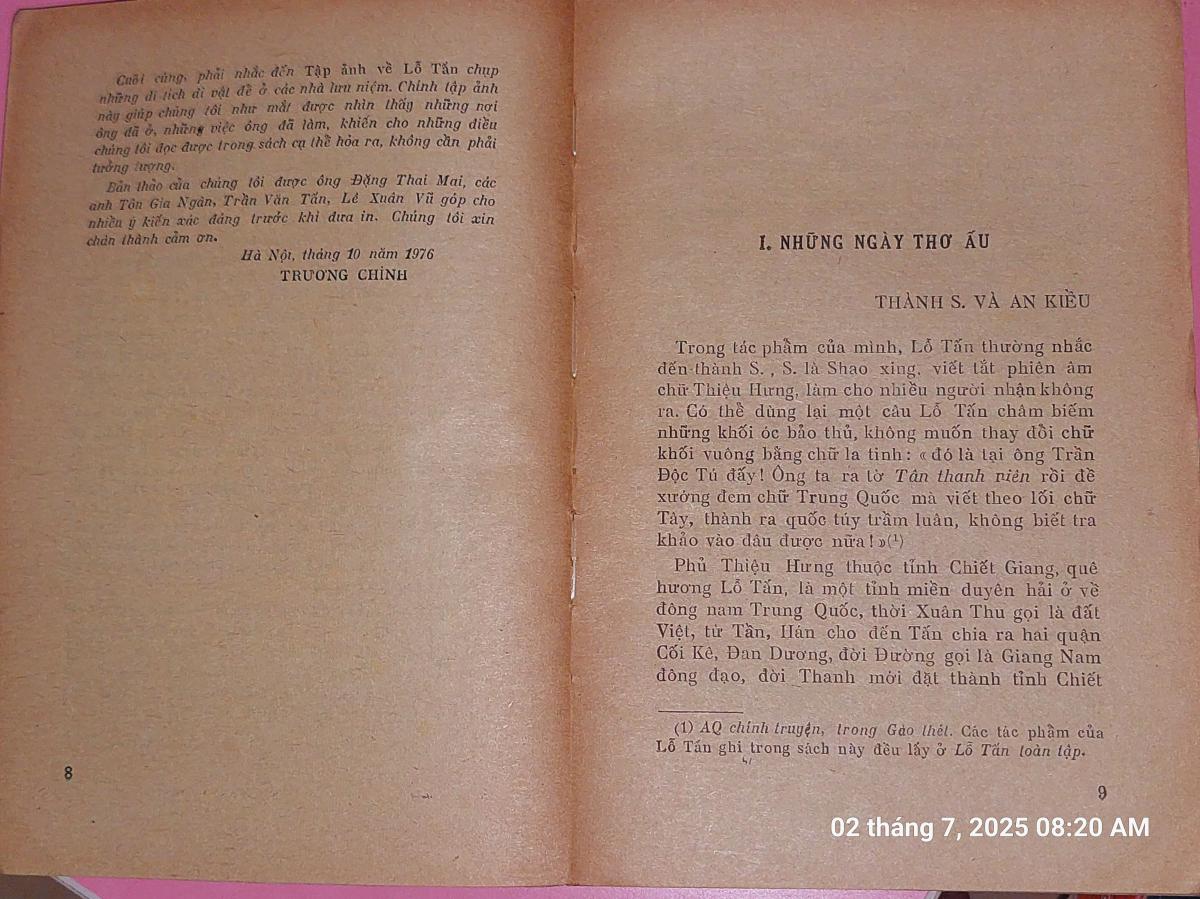 Cuối cùng, phải nhắc đến Tập ảnh về Lỗ Tấn chụp
những di tích di vật để ở các nhà lưu niệm. Chính tập ảnh
này giúp chúng tôi như mắt được nhìn thấy những nơi
ông đã ở, những việc ông đã làm, khiến cho những điều
chúng tôi đọc được trong sách cụ thể hóa ra, không cần phải
tưởng tượng.
Bản thảo của chúng tôi được ông Đặng Thai Mai, các
anh Tôn Gia Ngân, Trần Văn Tấn, Lê Xuân Vũ góp cho
nhiều ý kiến xác đáng trước khi đưa in. Chúng tôi xin
chân thành cảm ơn.
Hà Nội, tháng 10 năm 1976
TRƯƠNG CHÍNH
8
I. NHỮNG NGÀY THƠ ẤU
THÀNH S. VÀ AN KIỀU
Trong tác phẩm của mình, Lỗ Tấn thường nhắc
đến thành S. , S. là Shao xing, viết tắt phiên âm
chữ Thiệu Hưng, làm cho nhiều người nhận không
ra. Có thể dùng lại một câu Lỗ Tấn châm biếm
những khối óc bảo thủ, không muốn thay đổi chữ
khối vuông bằng chữ la tinh : « đó là tại ông Trần
Độc Tú đấy! Ông ta ra tờ Tân thanh niên rồi đề
xướng đem chữ Trung Quốc mà viết theo lối chữ
Tây, thành ra quốc túy trầm luân, không biết tra
khảo vào đâu được nữa ! »(1)
Phủ Thiệu Hưng thuộc tỉnh Chiết Giang, quê
hương Lỗ Tấn, là một tỉnh miền duyên hải ở về
đông nam Trung Quốc, thời Xuân Thu gọi là đất
Việt, từ Tần, Hán cho đến Tấn chia ra hai quận
Cối Kê, Đan Dương, đời Đường gọi là Giang Nam
đông đạo, đời Thanh mới đặt thành tỉnh Chiết
(1) AQ chính truyện, trong Gào thét. Các tác phẩm của
Lỗ Tấn ghi trong sách này đều lấy ở Lỗ Tấn toàn tập.
9
02 tháng 7, 2025 08:20 AM